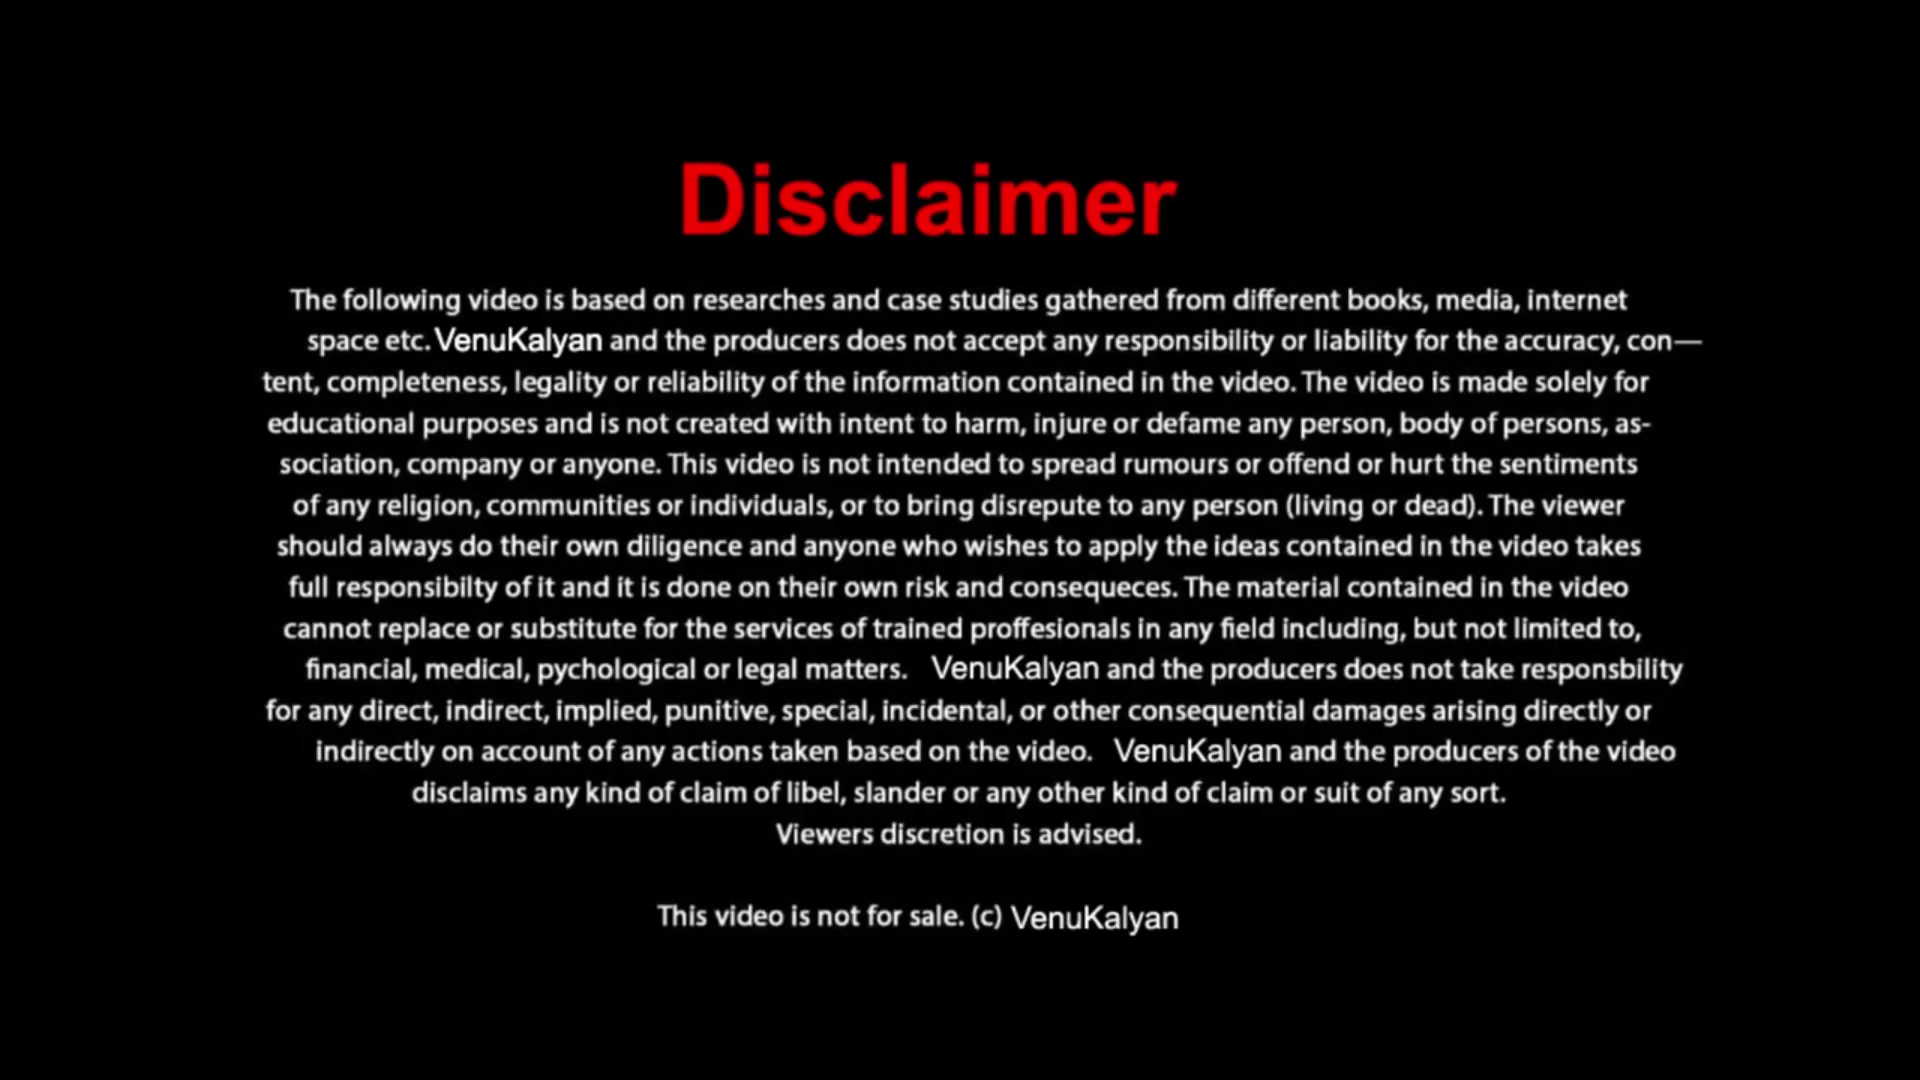 Disclaimer
The following video is based on researches and case studies gathered from different books, media, internet
space etc. VenuKalyan and the producers does not accept any responsibility or liability for the accuracy, con—
tent, completeness, legality or reliability of the information contained in the video. The video is made solely for
educational purposes and is not created with intent to harm, injure or defame any person, body of persons, as-
sociation, company or anyone. This video is not intended to spread rumours or offend or hurt the sentiments
of any religion, communities or individuals, or to bring disrepute to any person (living or dead). The viewer
should always do their own diligence and anyone who wishes to apply the ideas contained in the video takes
full responsibilty of it and it is done on their own risk and consequeces. The material contained in the video
cannot replace or substitute for the services of trained proffesionals in any field including, but not limited to,
financial, medical, pychological or legal matters. VenuKalyan and the producers does not take responsbility
for any direct, indirect, implied, punitive, special, incidental, or other consequential damages arising directly or
indirectly on account of any actions taken based on the video. VenuKalyan and the producers of the video
disclaims any kind of claim of libel, slander or any other kind of claim or suit of any sort.
Viewers discretion is advised.
This video is not for sale. (c) VenuKalyan